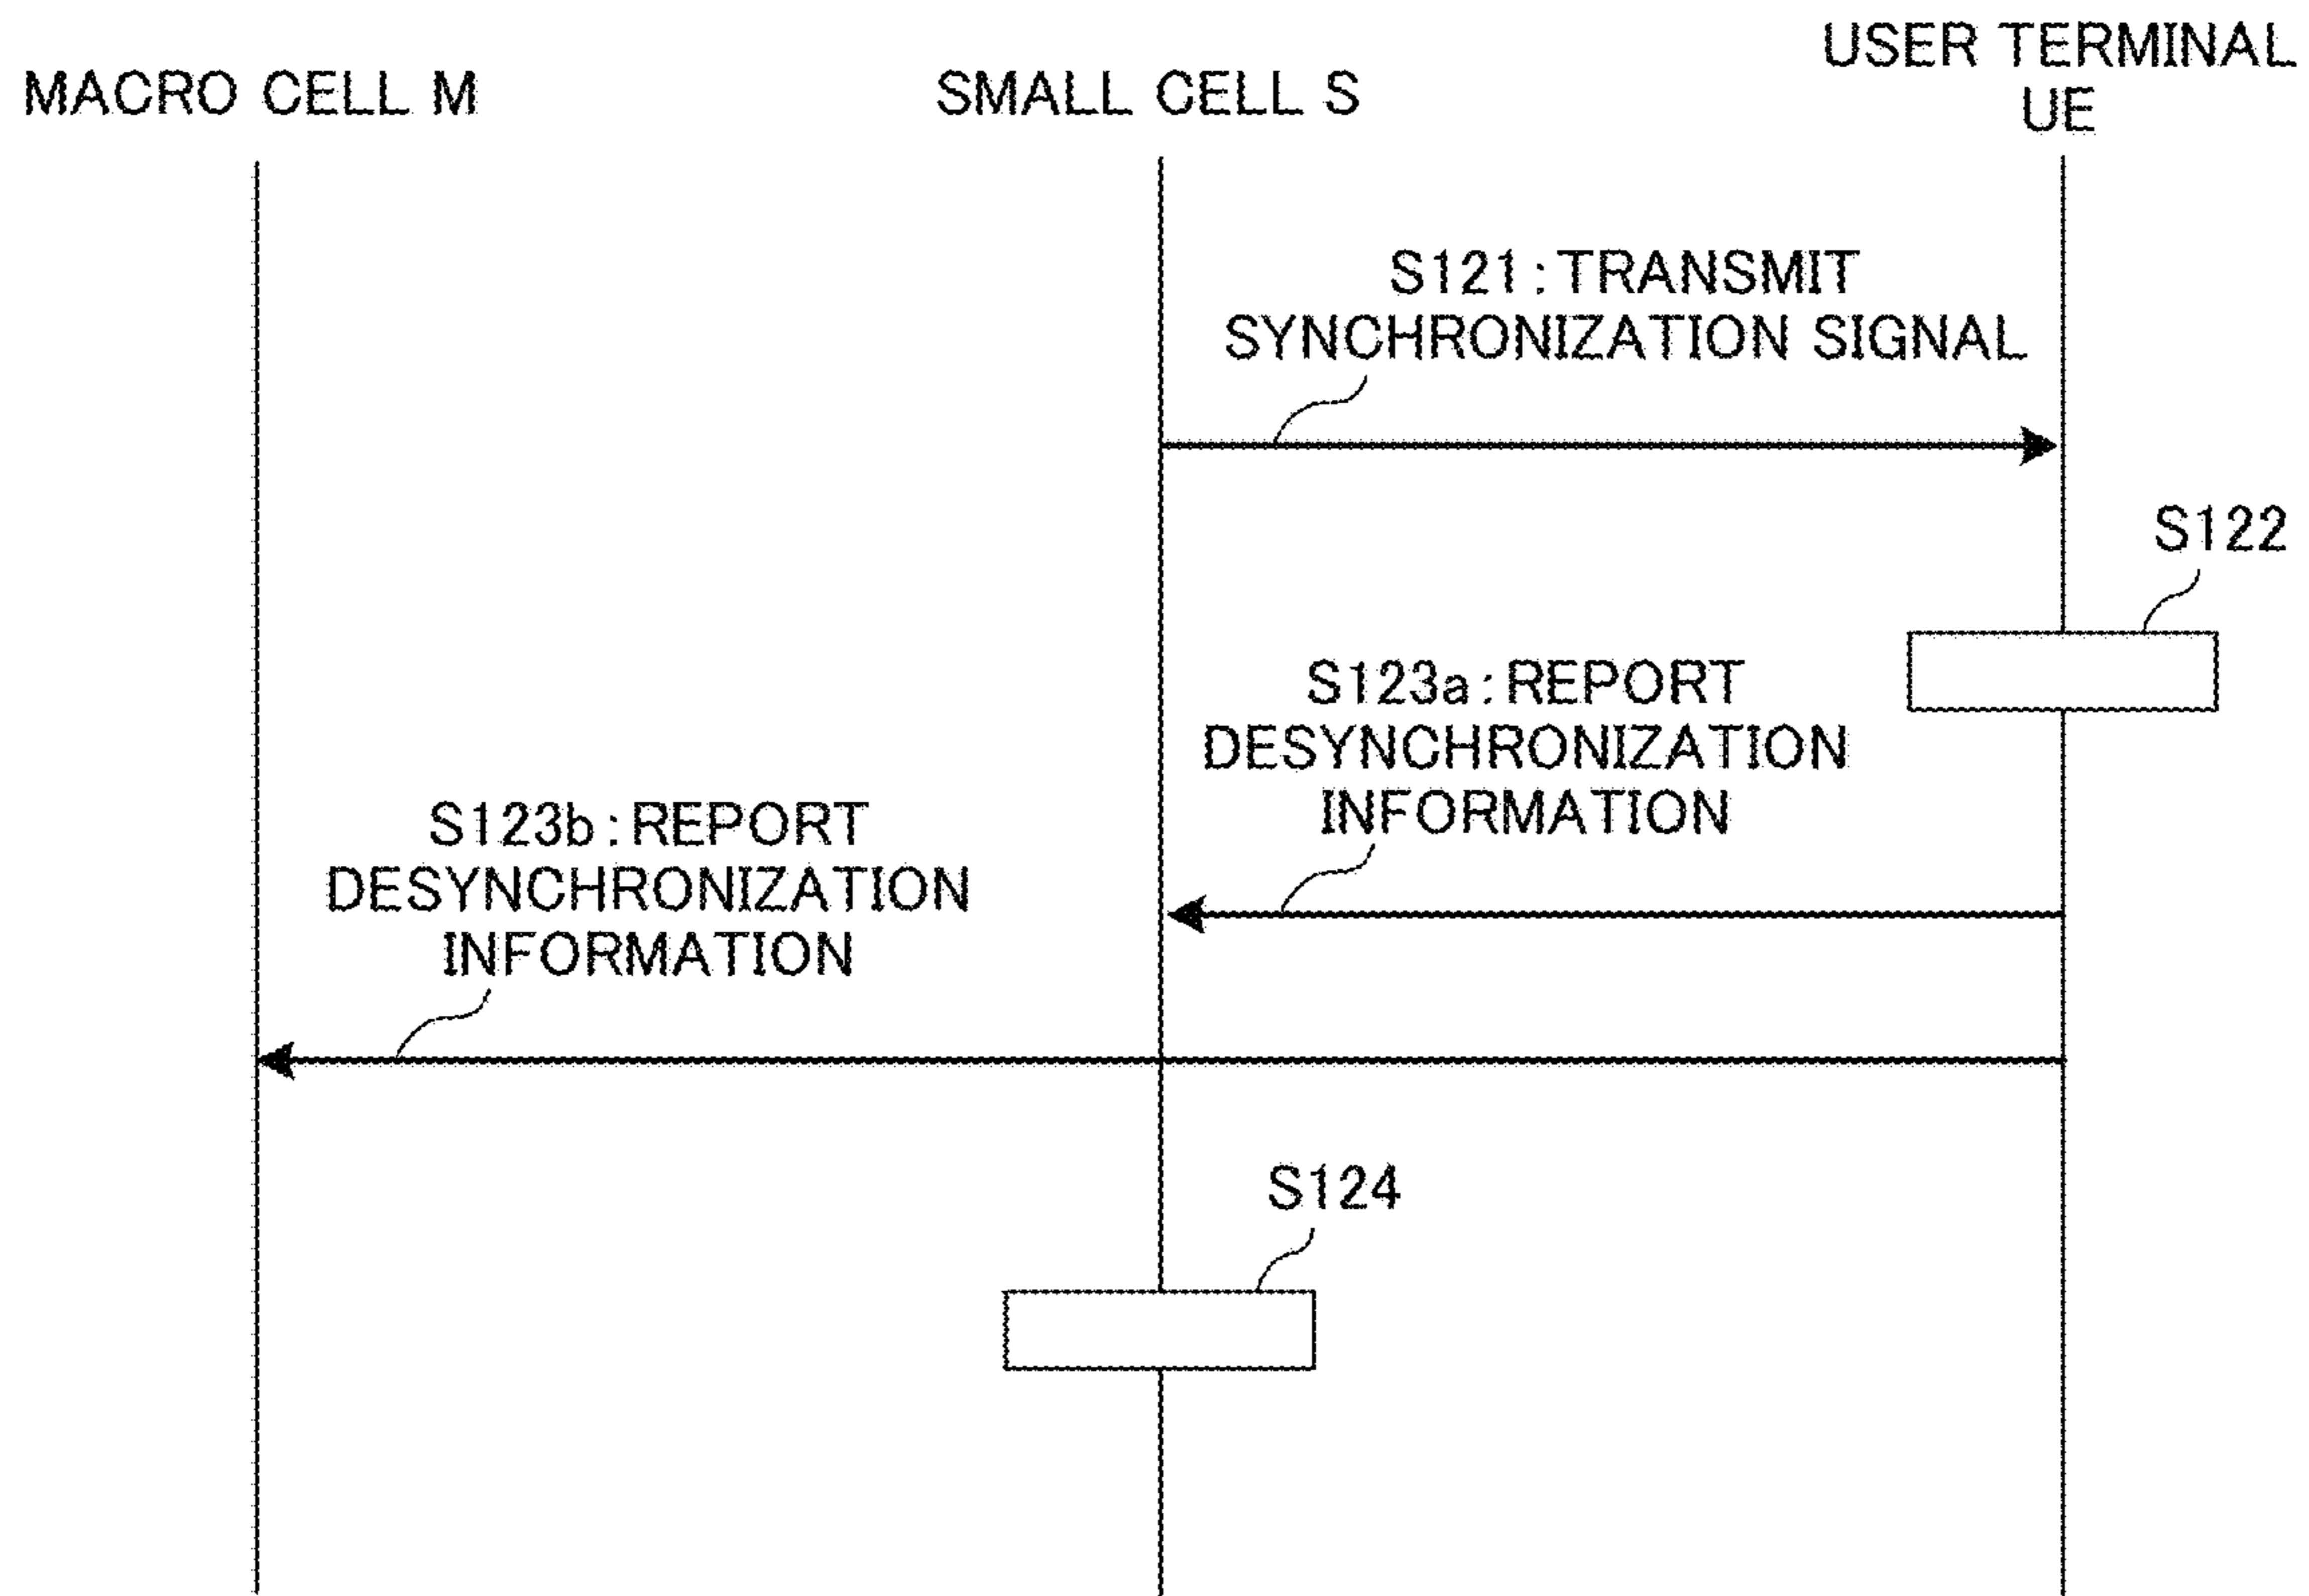 MACRO CELL M
SMALL CELL S
USER TERMINAL
UE
S121 : TRANSMIT
SYNCHRONIZATION SIGNAL
S122
S123a : REPORT
DESYNCHRONIZATION
INFORMATION
S123b : REPORT
DESYNCHRONIZATION
INFORMATION
S124